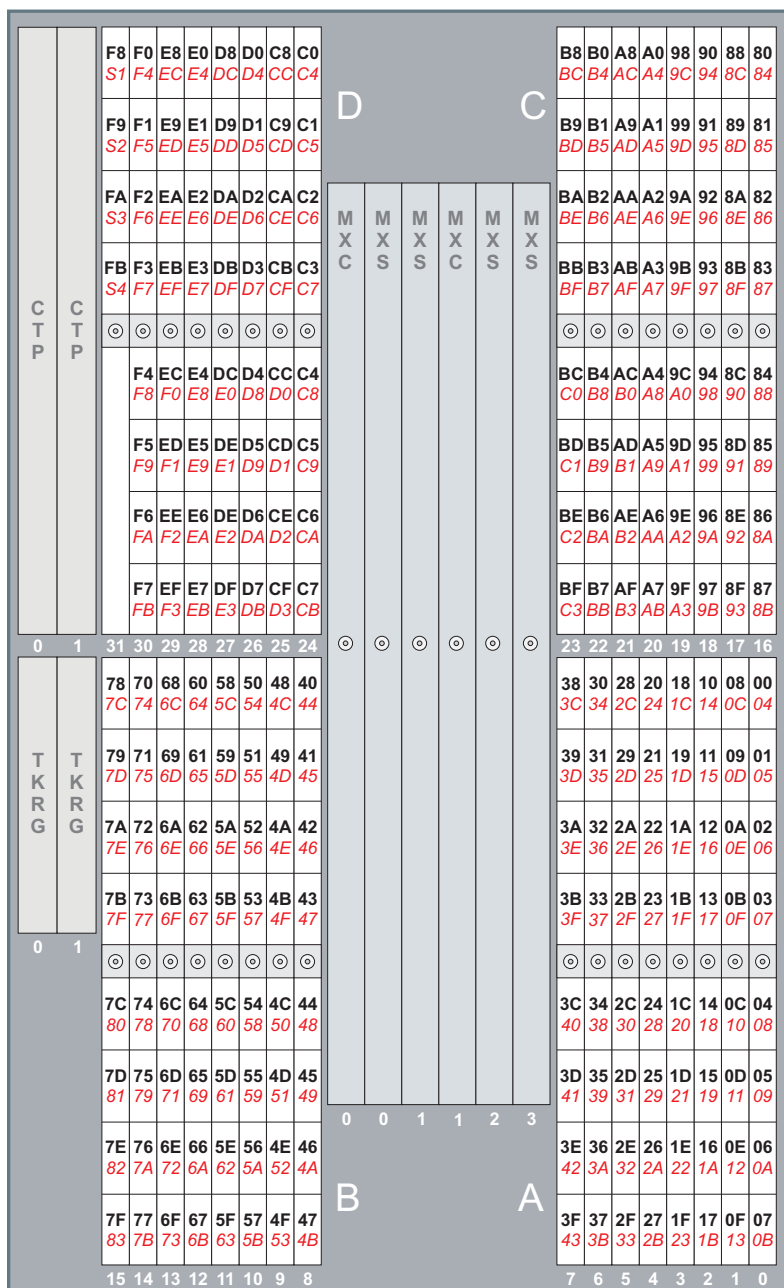 F8 F0 E8 E0 D8 D0 C8 C0
S1 F4 EC E4 DC D4 CC C4
F9 F1 E9 E1 D9 D1 C9 C1
S2 F5 ED E5 DD D5 CD C5
FA F2 EA E2 DA D2 CA C2
S3 F6 EE E6 DE D6 CE C6
FB F3 EB E3 DB D3 CB C3
S4 F7 EF E7 DF D7 CF C7
F4 EC E4 DC D4 CC C4
F8 F0 E8 E0 D8 D0 C8
F5 ED E5 DE D5 CD C5
F9 F1 E9 E1 D9 D1 C9
F6 EE E6 DE D6 CE C6
FA F2 EA E2 DA D2 CA
F7 EF E7 DF D7 CF C7
FB F3 EB E3 DB D3 CB
31 30 29 28 27 26 25 24
CTP CTP
0 1
D C
MXC MXS MXS MXC MXS MXS
0 0 1 1 2 3
B8 B0 A8 A0 98 90 88 80
BC B4 AC A4 9C 94 8C 84
B9 B1 A9 A1 99 91 89 81
BD B5 AD A5 9D 95 8D 85
BA B2 AA A2 9A 92 8A 82
BE B6 AE A6 9E 96 8E 86
BB B3 AB A3 9B 93 8B 83
BF B7 AF A7 9F 97 8F 87
BC B4 AC A4 9C 94 8C 84
C0 B8 B0 A8 A0 98 90 88
BD B5 AD A5 9D 95 8D 85
C1 B9 B1 A9 A1 99 91 89
BE B6 AE A6 9E 96 8E 86
C2 BA B2 AA A2 9A 92 8A
BF B7 AF A7 9F 97 8F 87
C3 BB B3 AB A3 9B 93 8B
23 22 21 20 19 18 17 16
TKRG TKRG
0 1
78 70 68 60 58 50 48 40
7C 74 6C 64 5C 54 4C 44
79 71 69 61 59 51 49 41
7D 75 6D 65 5D 55 4D 45
7A 72 6A 62 5A 52 4A 42
7E 76 6E 66 5E 56 4E 46
7B 73 6B 63 5B 53 4B 43
7F 77 6F 67 5F 57 4F 47
7C 74 6C 64 5C 54 4C 44
80 78 70 68 60 58 50 48
7D 75 6D 65 5D 55 4D 45
81 79 71 69 61 59 51 49
7E 76 6E 66 5E 56 4E 46
82 7A 72 6A 62 5A 52 4A
7F 77 6F 67 5F 57 4F 47
83 7B 73 6B 63 5B 53 4B
15 14 13 12 11 10 9 8
B A
38 30 28 20 18 10 08 00
3C 34 2C 24 1C 14 0C 04
39 31 29 21 19 11 09 01
3D 35 2D 25 1D 15 0D 05
3A 32 2A 22 1A 12 0A 02
3E 36 2E 26 1E 16 0E 06
3B 33 2B 23 1B 13 0B 03
3F 37 2F 27 1F 17 0F 07
3C 34 2C 24 1C 14 0C 04
40 38 30 28 20 18 10 08
3D 35 2D 25 1D 15 0D 05
41 39 31 29 21 19 11 09
3E 36 2E 26 1E 16 0E 06
42 3A 32 2A 22 1A 12 0A
3F 37 2F 27 1F 17 0F 07
43 3B 33 2B 23 1B 13 0B
7 6 5 4 3 2 1 0